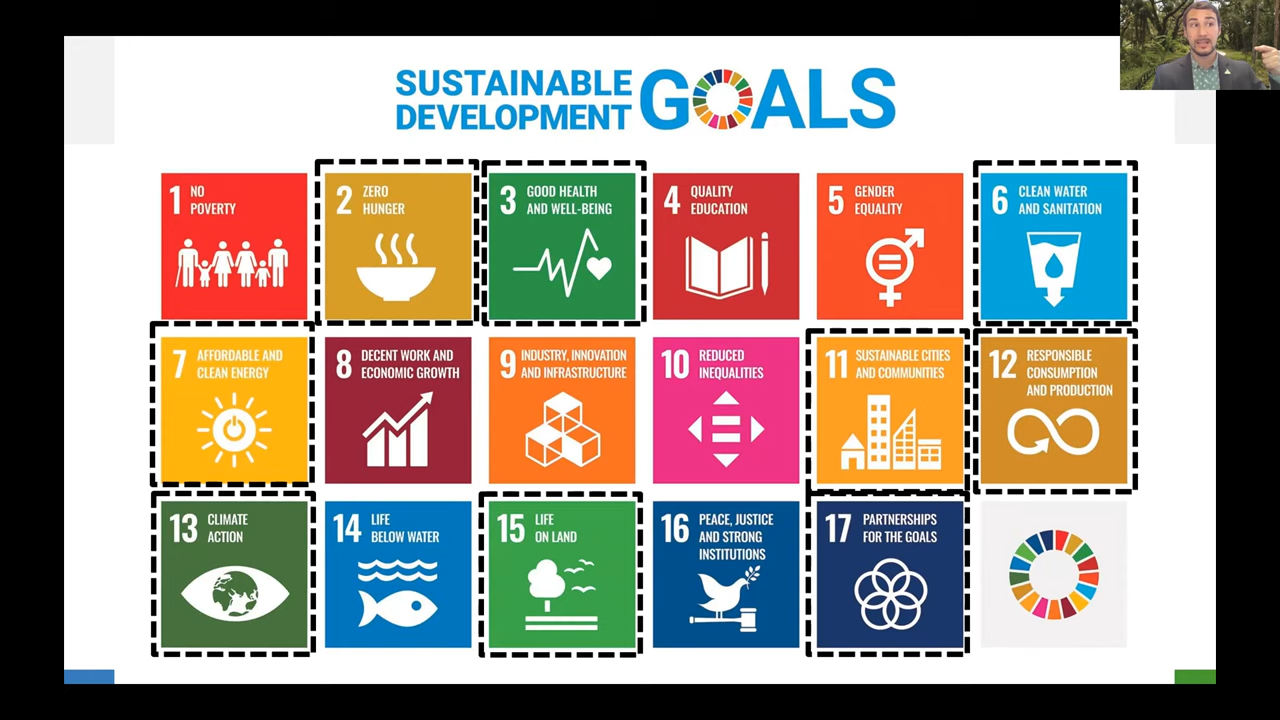 SUSTAINABLE
DEVELOPMENT
GOALS
1 NO
POVERTY
2 ZERO
HUNGER
3 GOOD HEALTH
AND WELL-BEING
4 QUALITY
EDUCATION
5 GENDER
EQUALITY
6 CLEAN WATER
AND SANITATION
7 AFFORDABLE AND
CLEAN ENERGY
8 DECENT WORK AND
ECONOMIC GROWTH
9 INDUSTRY, INNOVATION
AND INFRASTRUCTURE
10 REDUCED
INEQUALITIES
11 SUSTAINABLE CITIES
AND COMMUNITIES
12 RESPONSIBLE
CONSUMPTION
AND PRODUCTION
13 CLIMATE
ACTION
14 LIFE
BELOW WATER
15 LIFE
ON LAND
16 PEACE, JUSTICE
AND STRONG
INSTITUTIONS
17 PARTNERSHIPS
FOR THE GOALS